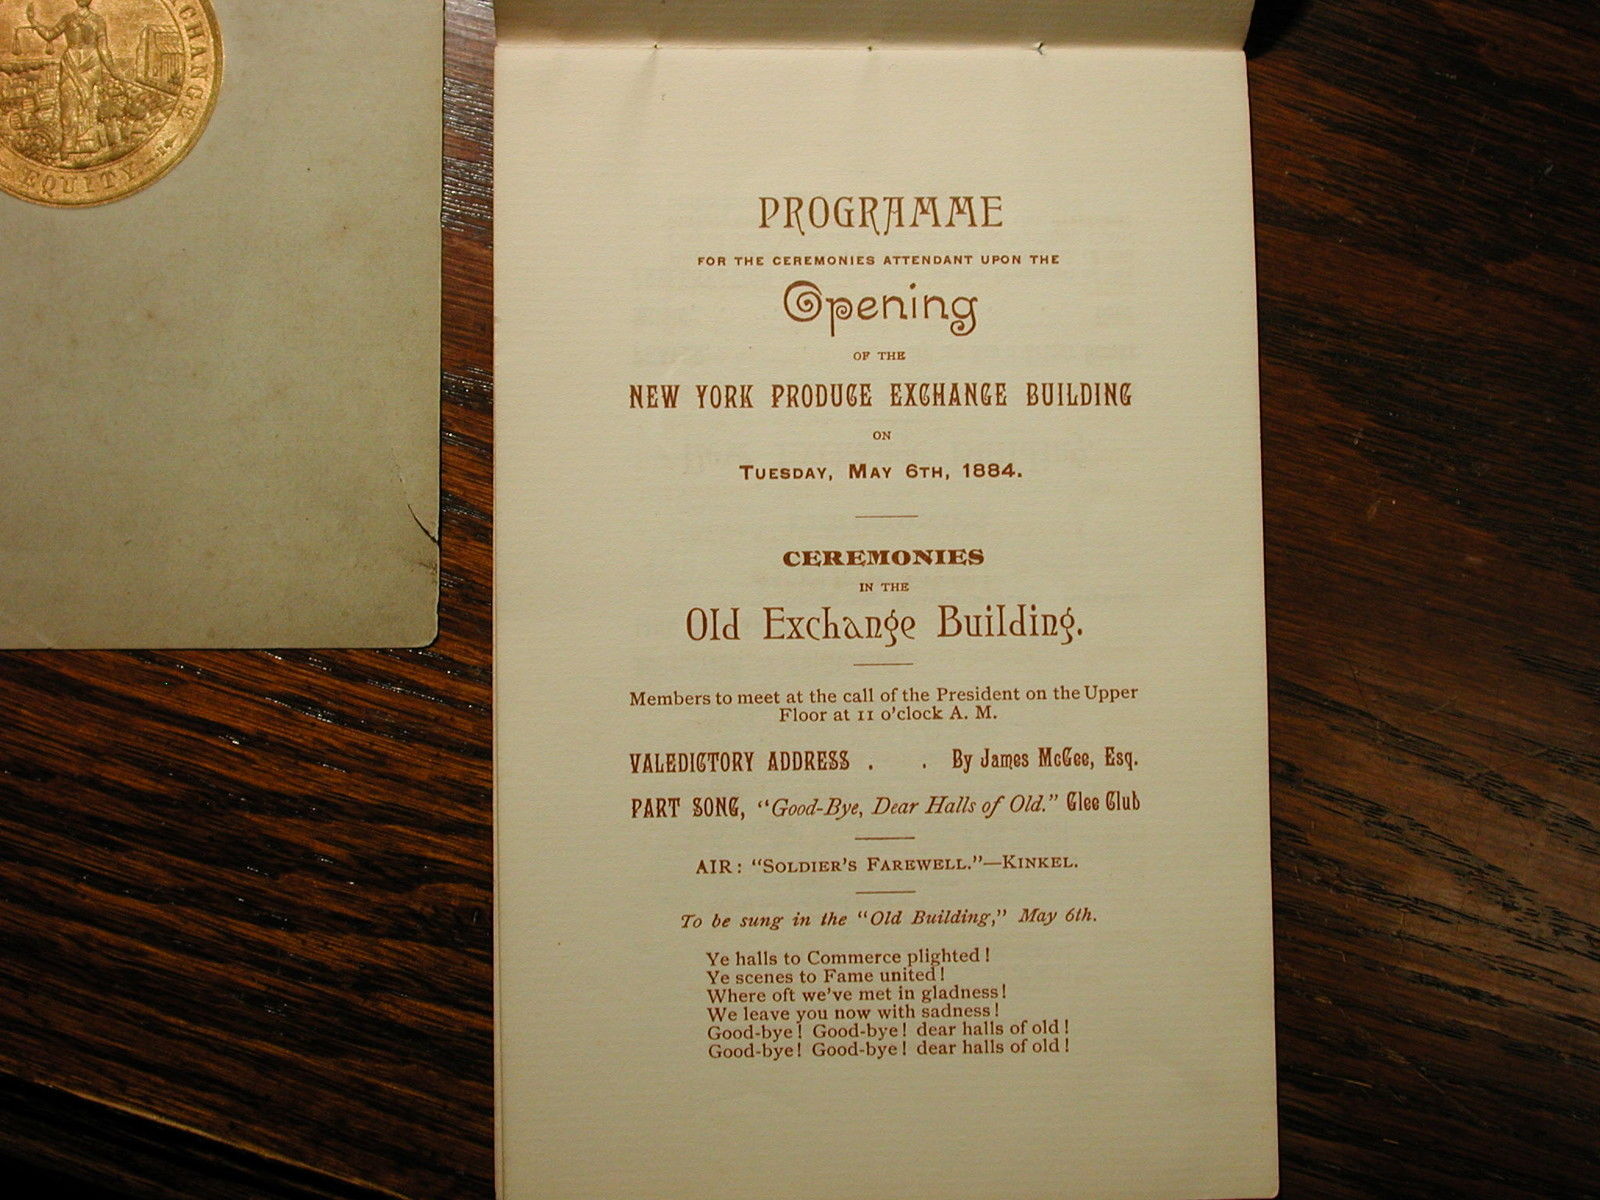 CHANGE
EQUITY
PROGRAMME
FOR THE CEREMONIES ATTENDANT UPON THE
Opening
OF THE
NEW YORK PRODUCE EXCHANGE BUILDING
ON
TUESDAY, MAY 6TH, 1884.
CEREMONIES
IN THE
Old Exchange Building.
Members to meet at the call of the President on the Upper
Floor at 11 o'clock A. M.
VALEDICTORY ADDRESS . . By James McGee, Esq.
PART SONG, "Good-Bye, Dear Halls of Old." Glee Club
AIR: "SOLDIER'S FAREWELL."—KINKEL.
To be sung in the "Old Building," May 6th.
Ye halls to Commerce plighted!
Ye scenes to Fame united!
Where oft we've met in gladness!
We leave you now with sadness!
Good-bye! Good-bye! dear halls of old!
Good-bye! Good-bye! dear halls of old!